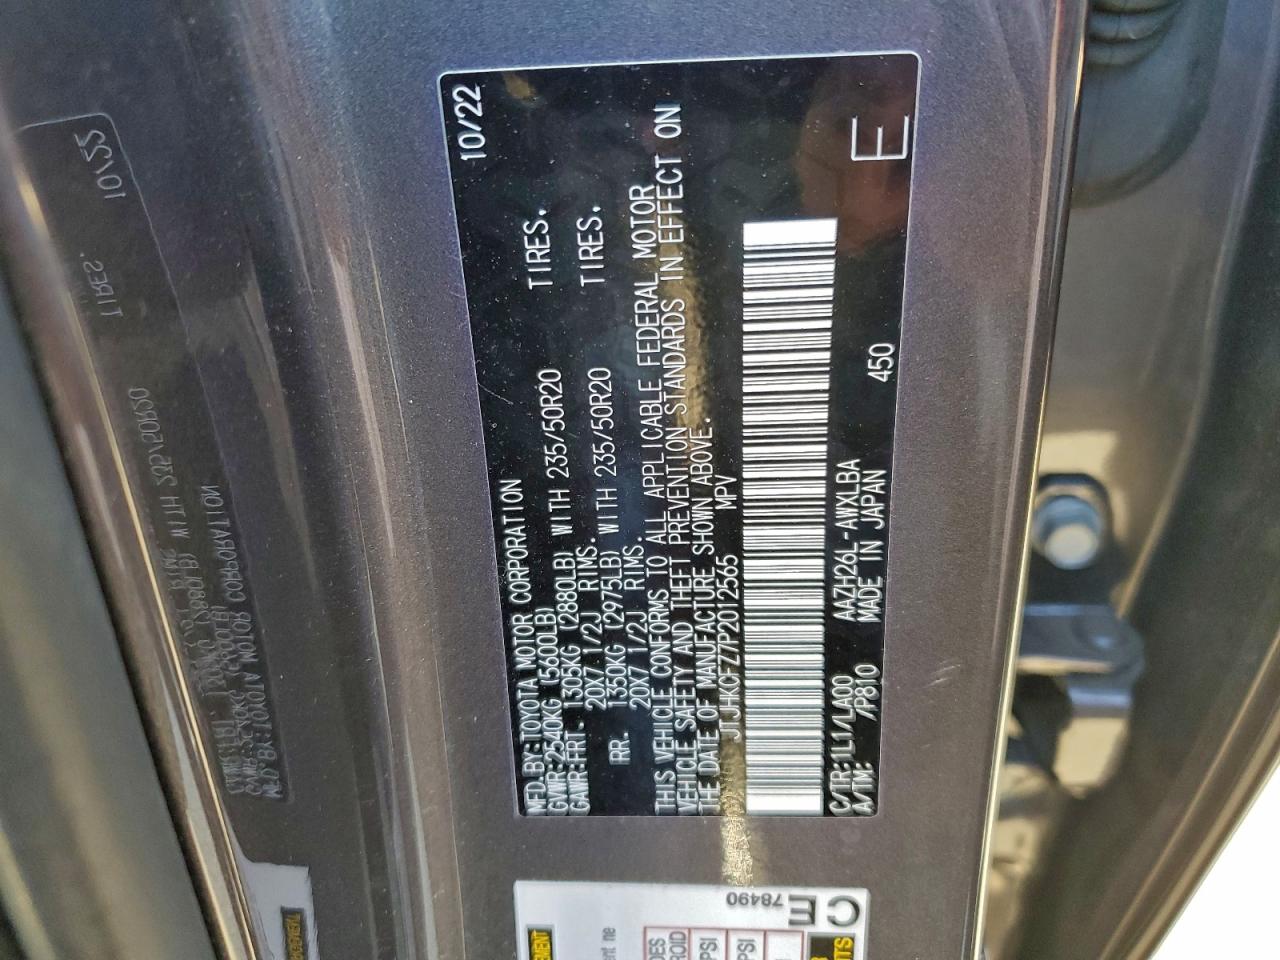 MFD. BY: TOYOTA MOTOR CORPORATION 10/22
GVWR: 2540KG (5600LB)
GAWR: FRT. 1305KG (2880LB) WITH 235/50R20 TIRES.
20X7 1/2J RIMS.
RR. 1350KG (2975LB) WITH 235/50R20 TIRES.
20X7 1/2J RIMS.
THIS VEHICLE CONFORMS TO ALL APPLICABLE FEDERAL MOTOR
VEHICLE SAFETY AND THEFT PREVENTION STANDARDS IN EFFECT ON
THE DATE OF MANUFACTURE SHOWN ABOVE.
JTJHKCFZ7P2012565 MPV
C/TR: 1L1/LA00 AAZH26L-AWXLBA 450
A/TM: /P810 MADE IN JAPAN
E
78490
CE
PSI
PSI